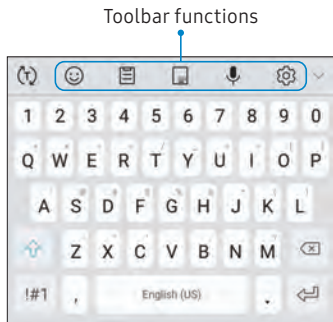 Toolbar functions
(T)
1 2 3 4 5 6 7 8 9 0
Q W E R T Y U I O P
A S D F G H J K L
Z X C V B N M
!#1 , English (US) .